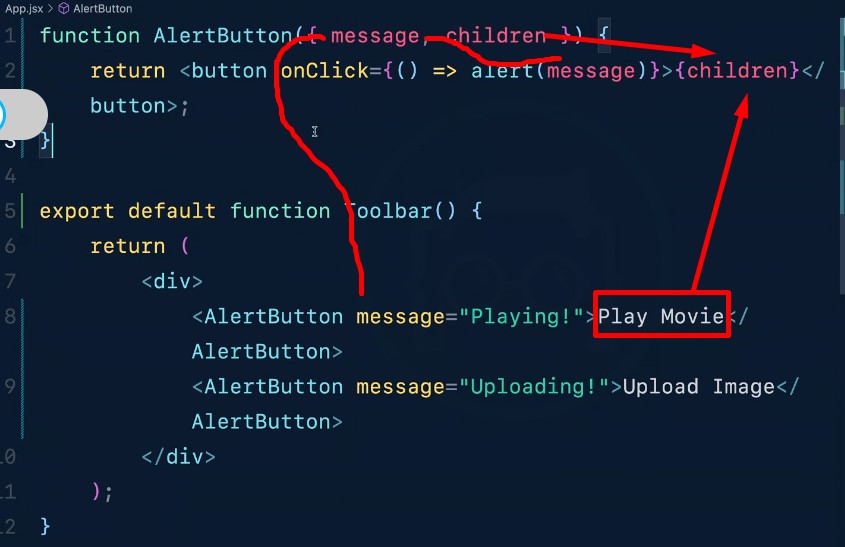 App.jsx > AlertButton
1 function AlertButton({ message, children }) {
2 return <button onClick={() => alert(message)}>{children}</
button>;
3 }
4
5 export default function Toolbar() {
6 return (
7 <div>
8 <AlertButton message="Playing!">Play Movie</
AlertButton>
9 <AlertButton message="Uploading!">Upload Image</
AlertButton>
10 </div>
11 );
12 }